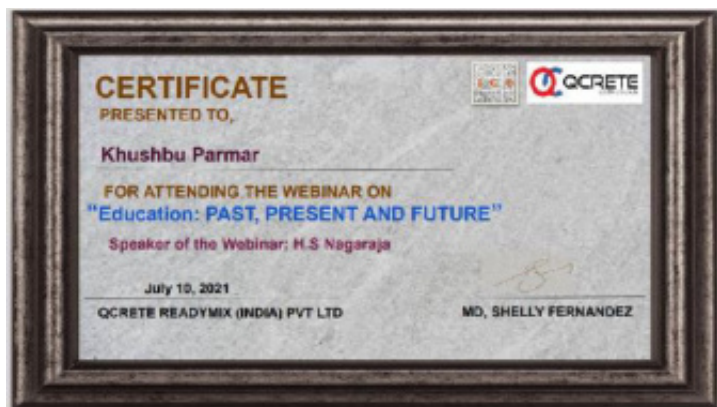 CERTIFICATE
QCRETE
PRESENTED TO,
Khushbu Parmar
FOR ATTENDING THE WEBINAR ON
"Education: PAST, PRESENT AND FUTURE"
Speaker of the Webinar: H.S Nagaraja
July 10, 2021
QCRETE READYMIX (INDIA) PVT LTD
MD, SHELLY FERNANDEZ